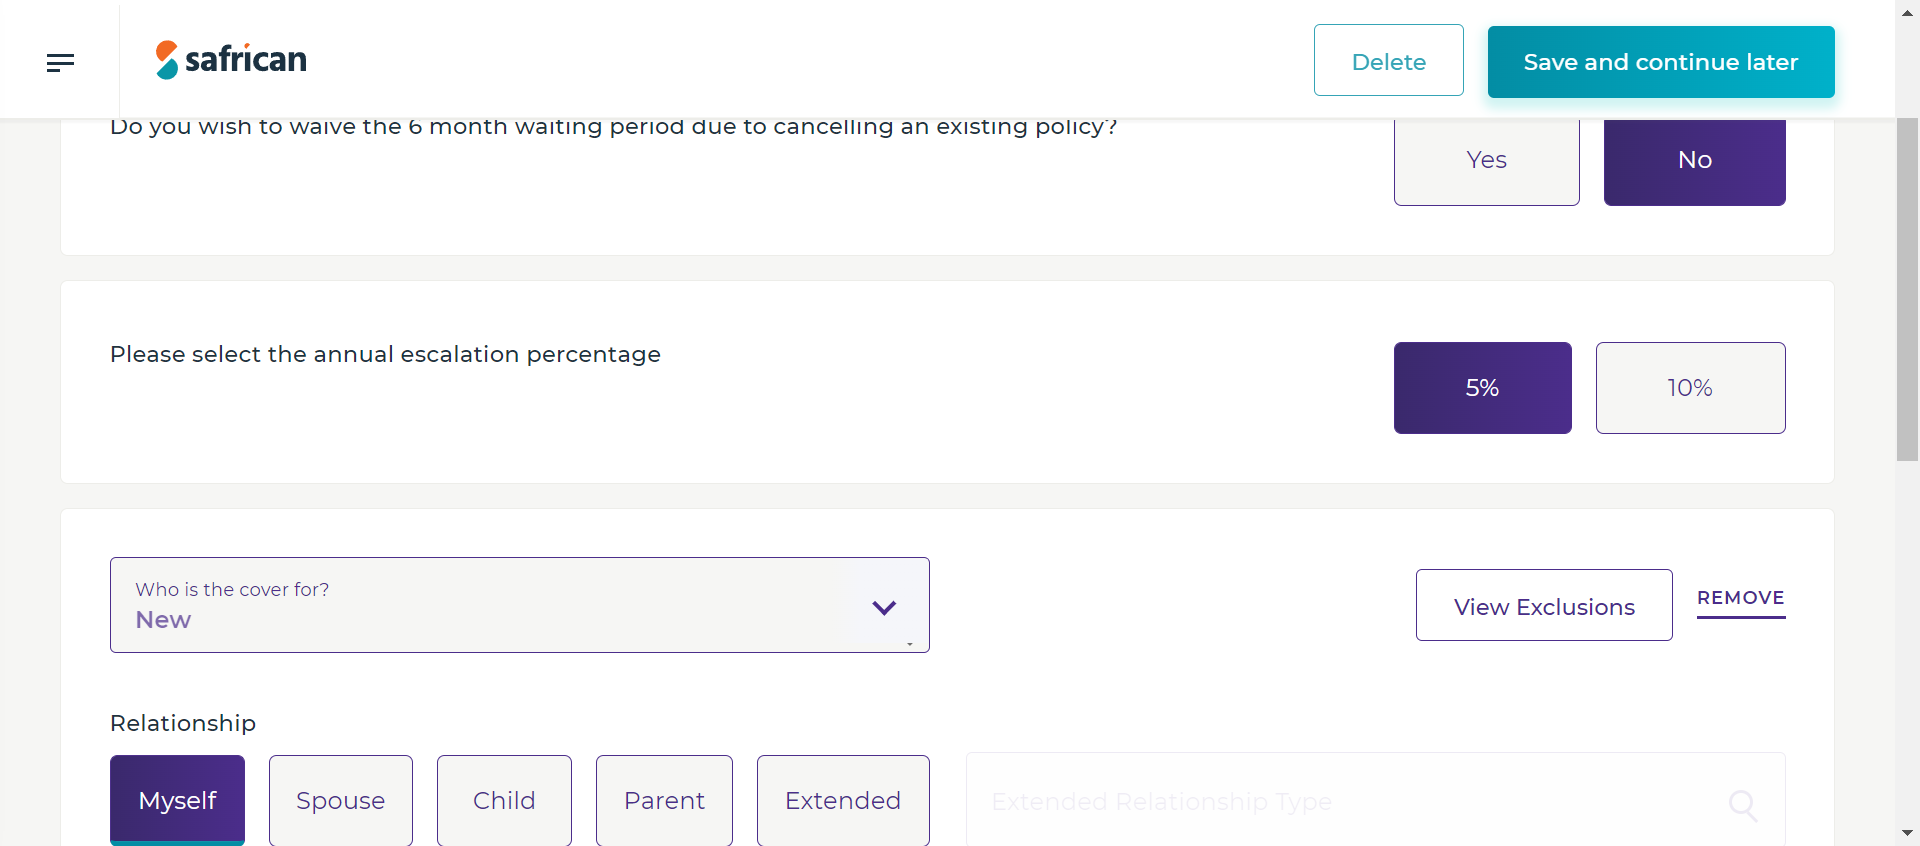 safrican
Delete
Save and continue later
Do you wish to waive the 6 month waiting period due to cancelling an existing policy?
Yes
No
Please select the annual escalation percentage
5%
10%
Who is the cover for?
New
View Exclusions
REMOVE
Relationship
Myself
Spouse
Child
Parent
Extended
Extended Relationship Type